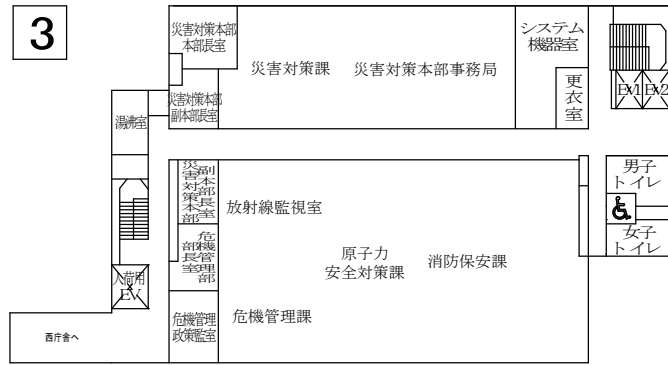 3
災害対策本部
本部長室
災害対策課
災害対策本部事務局
システム
機器室
更衣室
EV1
EV2
災害対策本部
副本部長室
湯沸室
災害対策本部
副本部長室
放射線監視室
男子
トイレ
女子
トイレ
危機管理部
部長室
原子力
安全対策課
消防保安課
人荷用
EV
危機管理
政策監室
危機管理課
西庁舎へ